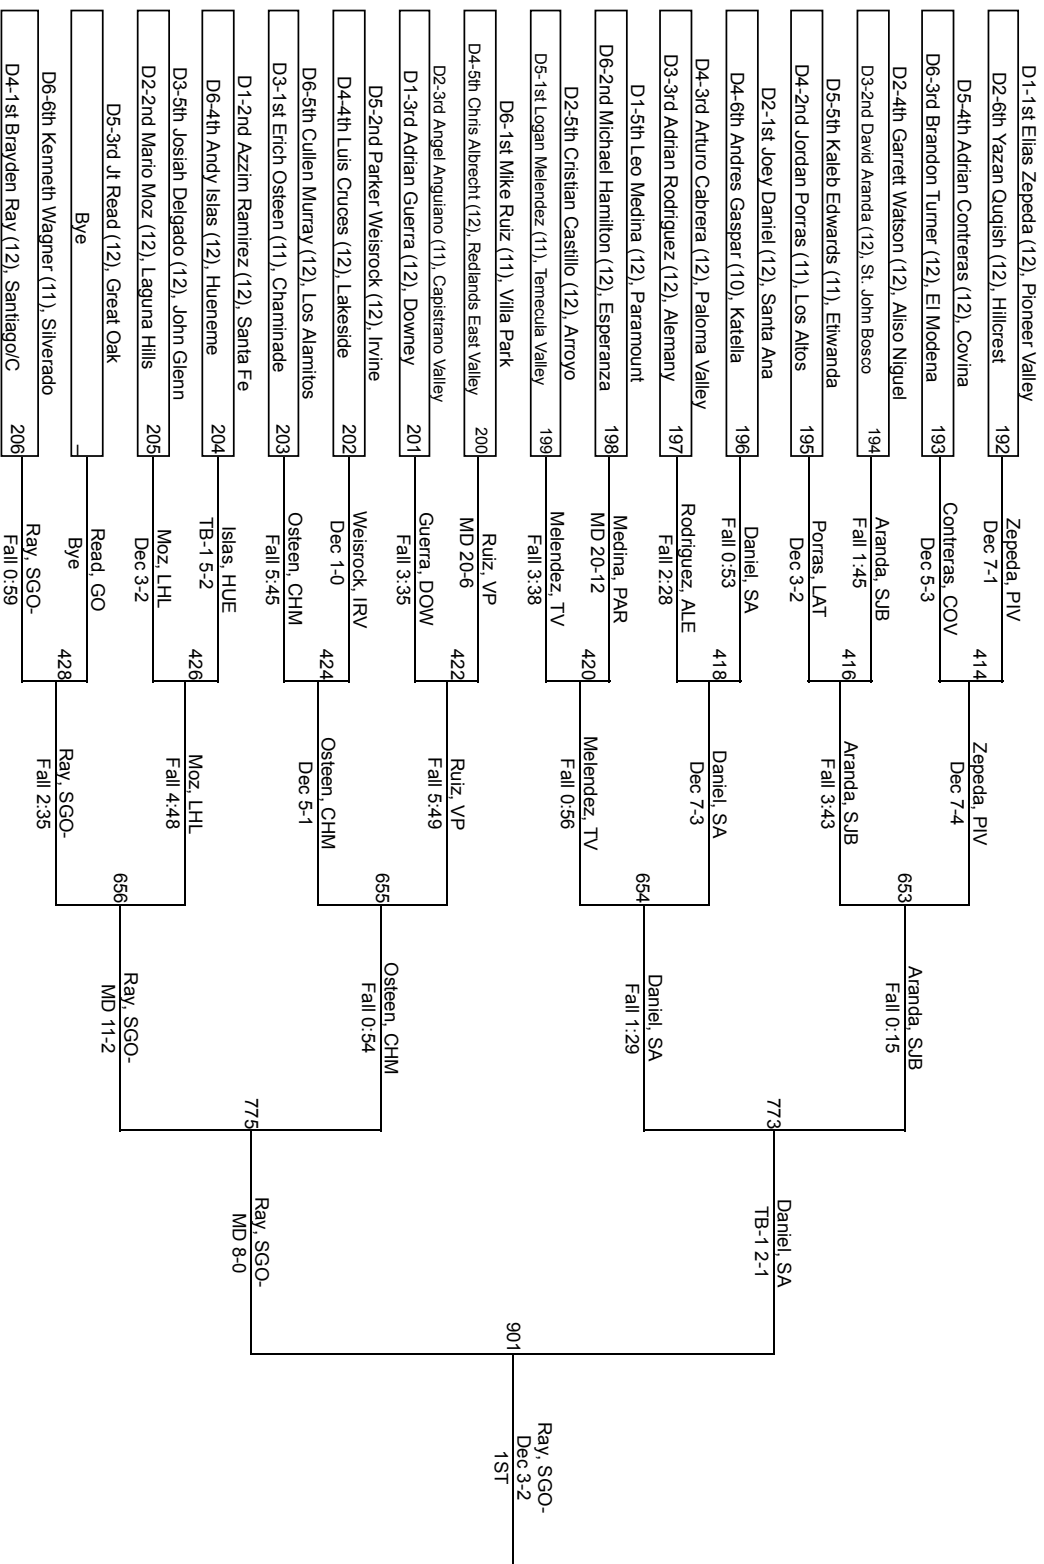 D1-1st Elias Zepeda (12), Pioneer Valley
D2-6th Yazan Quqish (12), Hillcrest
D5-4th Adrian Contreras (12), Covina
D6-3rd Brandon Turner (12), El Modena
D2-4th Garrett Watson (12), Aliso Niguel
D3-2nd David Aranda (12), St. John Bosco
D5-5th Kaleb Edwards (11), Etiwanda
D4-2nd Jordan Porras (11), Los Altos
D2-1st Joey Daniel (12), Santa Ana
D4-6th Andres Gaspar (10), Katella
D4-3rd Arturo Cabrera (12), Paloma Valley
D3-3rd Adrian Rodriguez (12), Alemany
D1-5th Leo Medina (12), Paramount
D6-2nd Michael Hamilton (12), Esperanza
D2-5th Cristian Castillo (12), Arroyo
D5-1st Logan Melendez (11), Temecula Valley
D6-1st Mike Ruiz (11), Villa Park
D4-5th Chris Albrecht (12), Redlands East Valley
D2-3rd Angel Anguiano (11), Capistrano Valley
D1-3rd Adrian Guerra (12), Downey
D5-2nd Parker Weisrock (12), Irvine
D4-4th Luis Cruces (12), Lakeside
D6-5th Cullen Murray (12), Los Alamitos
D3-1st Erich Osteen (11), Chaminade
D1-2nd Azzim Ramirez (12), Santa Fe
D6-4th Andy Islas (12), Hueneme
D3-5th Josiah Delgado (12), John Glenn
D2-2nd Mario Moz (12), Laguna Hills
D5-3rd Jt Read (12), Great Oak
Bye
D6-6th Kenneth Wagner (11), Silverado
D4-1st Brayden Ray (12), Santiago/C
192
193
194
195
196
197
198
199
200
201
202
203
204
205
_
206
Zepeda, PIV
Dec 7-1
Contreras, COV
Dec 5-3
Aranda, SJB
Fall 1:45
Porras, LAT
Dec 3-2
Daniel, SA
Fall 0:53
Rodriguez, ALE
Fall 2:28
Medina, PAR
MD 20-12
Melendez, TV
Fall 3:38
Ruiz, VP
MD 20-6
Guerra, DOW
Fall 3:35
Weisrock, IRV
Dec 1-0
Osteen, CHM
Fall 5:45
Islas, HUE
TB-1 5-2
Moz, LHL
Dec 3-2
Read, GO
Bye
Ray, SGO-
Fall 0:59
414
416
418
420
422
424
426
428
Zepeda, PIV
Dec 7-4
Aranda, SJB
Fall 3:43
Daniel, SA
Dec 7-3
Melendez, TV
Fall 0:56
Ruiz, VP
Fall 5:49
Osteen, CHM
Dec 5-1
Moz, LHL
Fall 4:48
Ray, SGO-
Fall 2:35
653
654
655
656
Aranda, SJB
Fall 0:15
Daniel, SA
Fall 1:29
Osteen, CHM
Fall 0:54
Ray, SGO-
MD 11-2
773
775
Daniel, SA
TB-1 2-1
Ray, SGO-
MD 8-0
901
Ray, SGO-
Dec 3-2
1ST